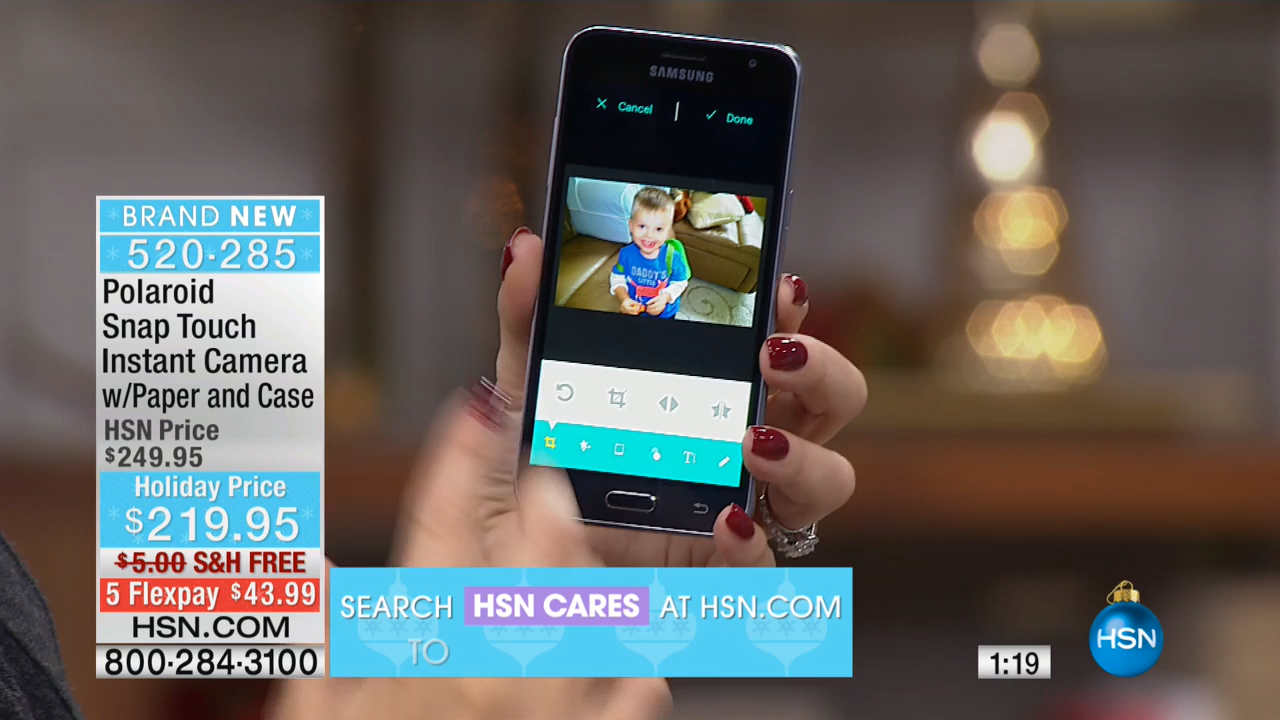 SAMSUNG
Cancel
Done
DADDY'S
LITTLE
BRAND NEW
520·285
Polaroid
Snap Touch
Instant Camera
w/Paper and Case
HSN Price
$249.95
Holiday Price
$219.95
$5.00 S&H FREE
5 Flexpay $43.99
HSN.COM
800·284·3100
SEARCH HSN CARES AT HSN.COM
TO
1:19
HSN